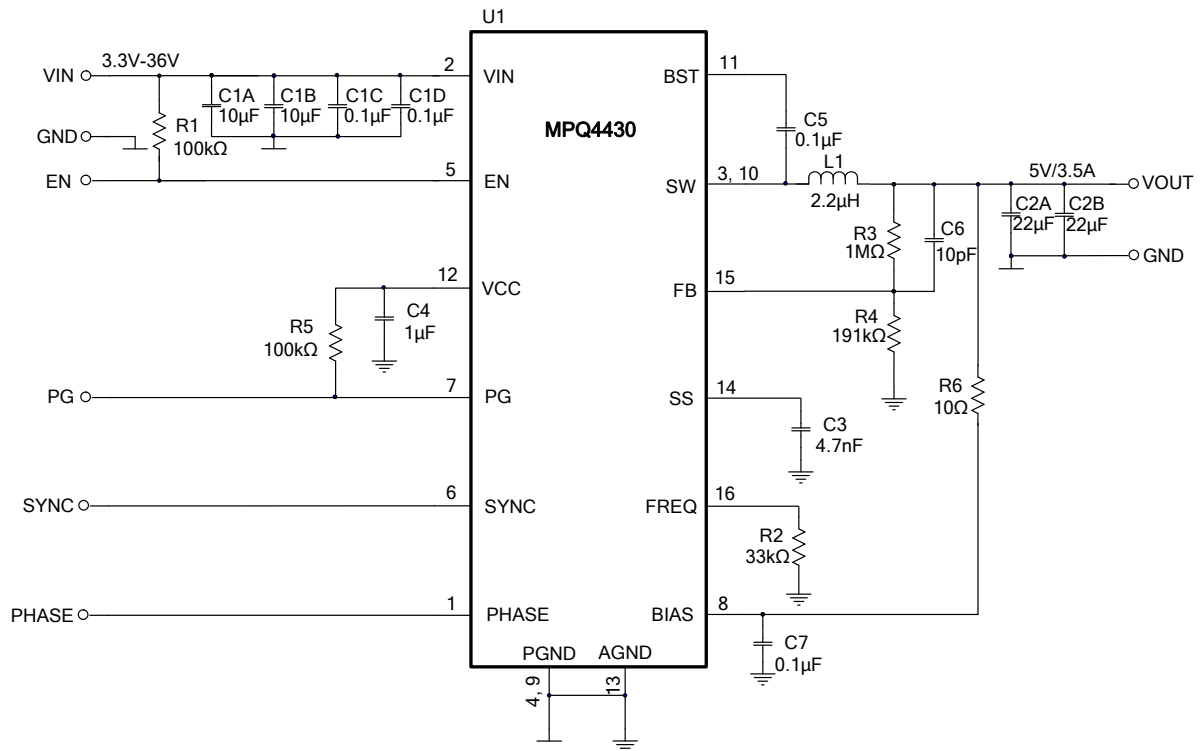 U1
MPQ4430
VIN
3.3V-36V
2
VIN
C1A
10µF
C1B
10µF
C1C
0.1µF
C1D
0.1µF
GND
R1
100kΩ
EN
5
EN
12
VCC
C4
1µF
R5
100kΩ
PG
7
PG
SYNC
6
SYNC
PHASE
1
PHASE
PGND
AGND
4, 9
13
BST
11
C5
0.1µF
SW
3, 10
L1
2.2µH
5V/3.5A
VOUT
C2A
22µF
C2B
22µF
GND
R3
1MΩ
C6
10pF
FB
15
R4
191kΩ
R6
10Ω
SS
14
C3
4.7nF
FREQ
16
R2
33kΩ
BIAS
8
C7
0.1µF